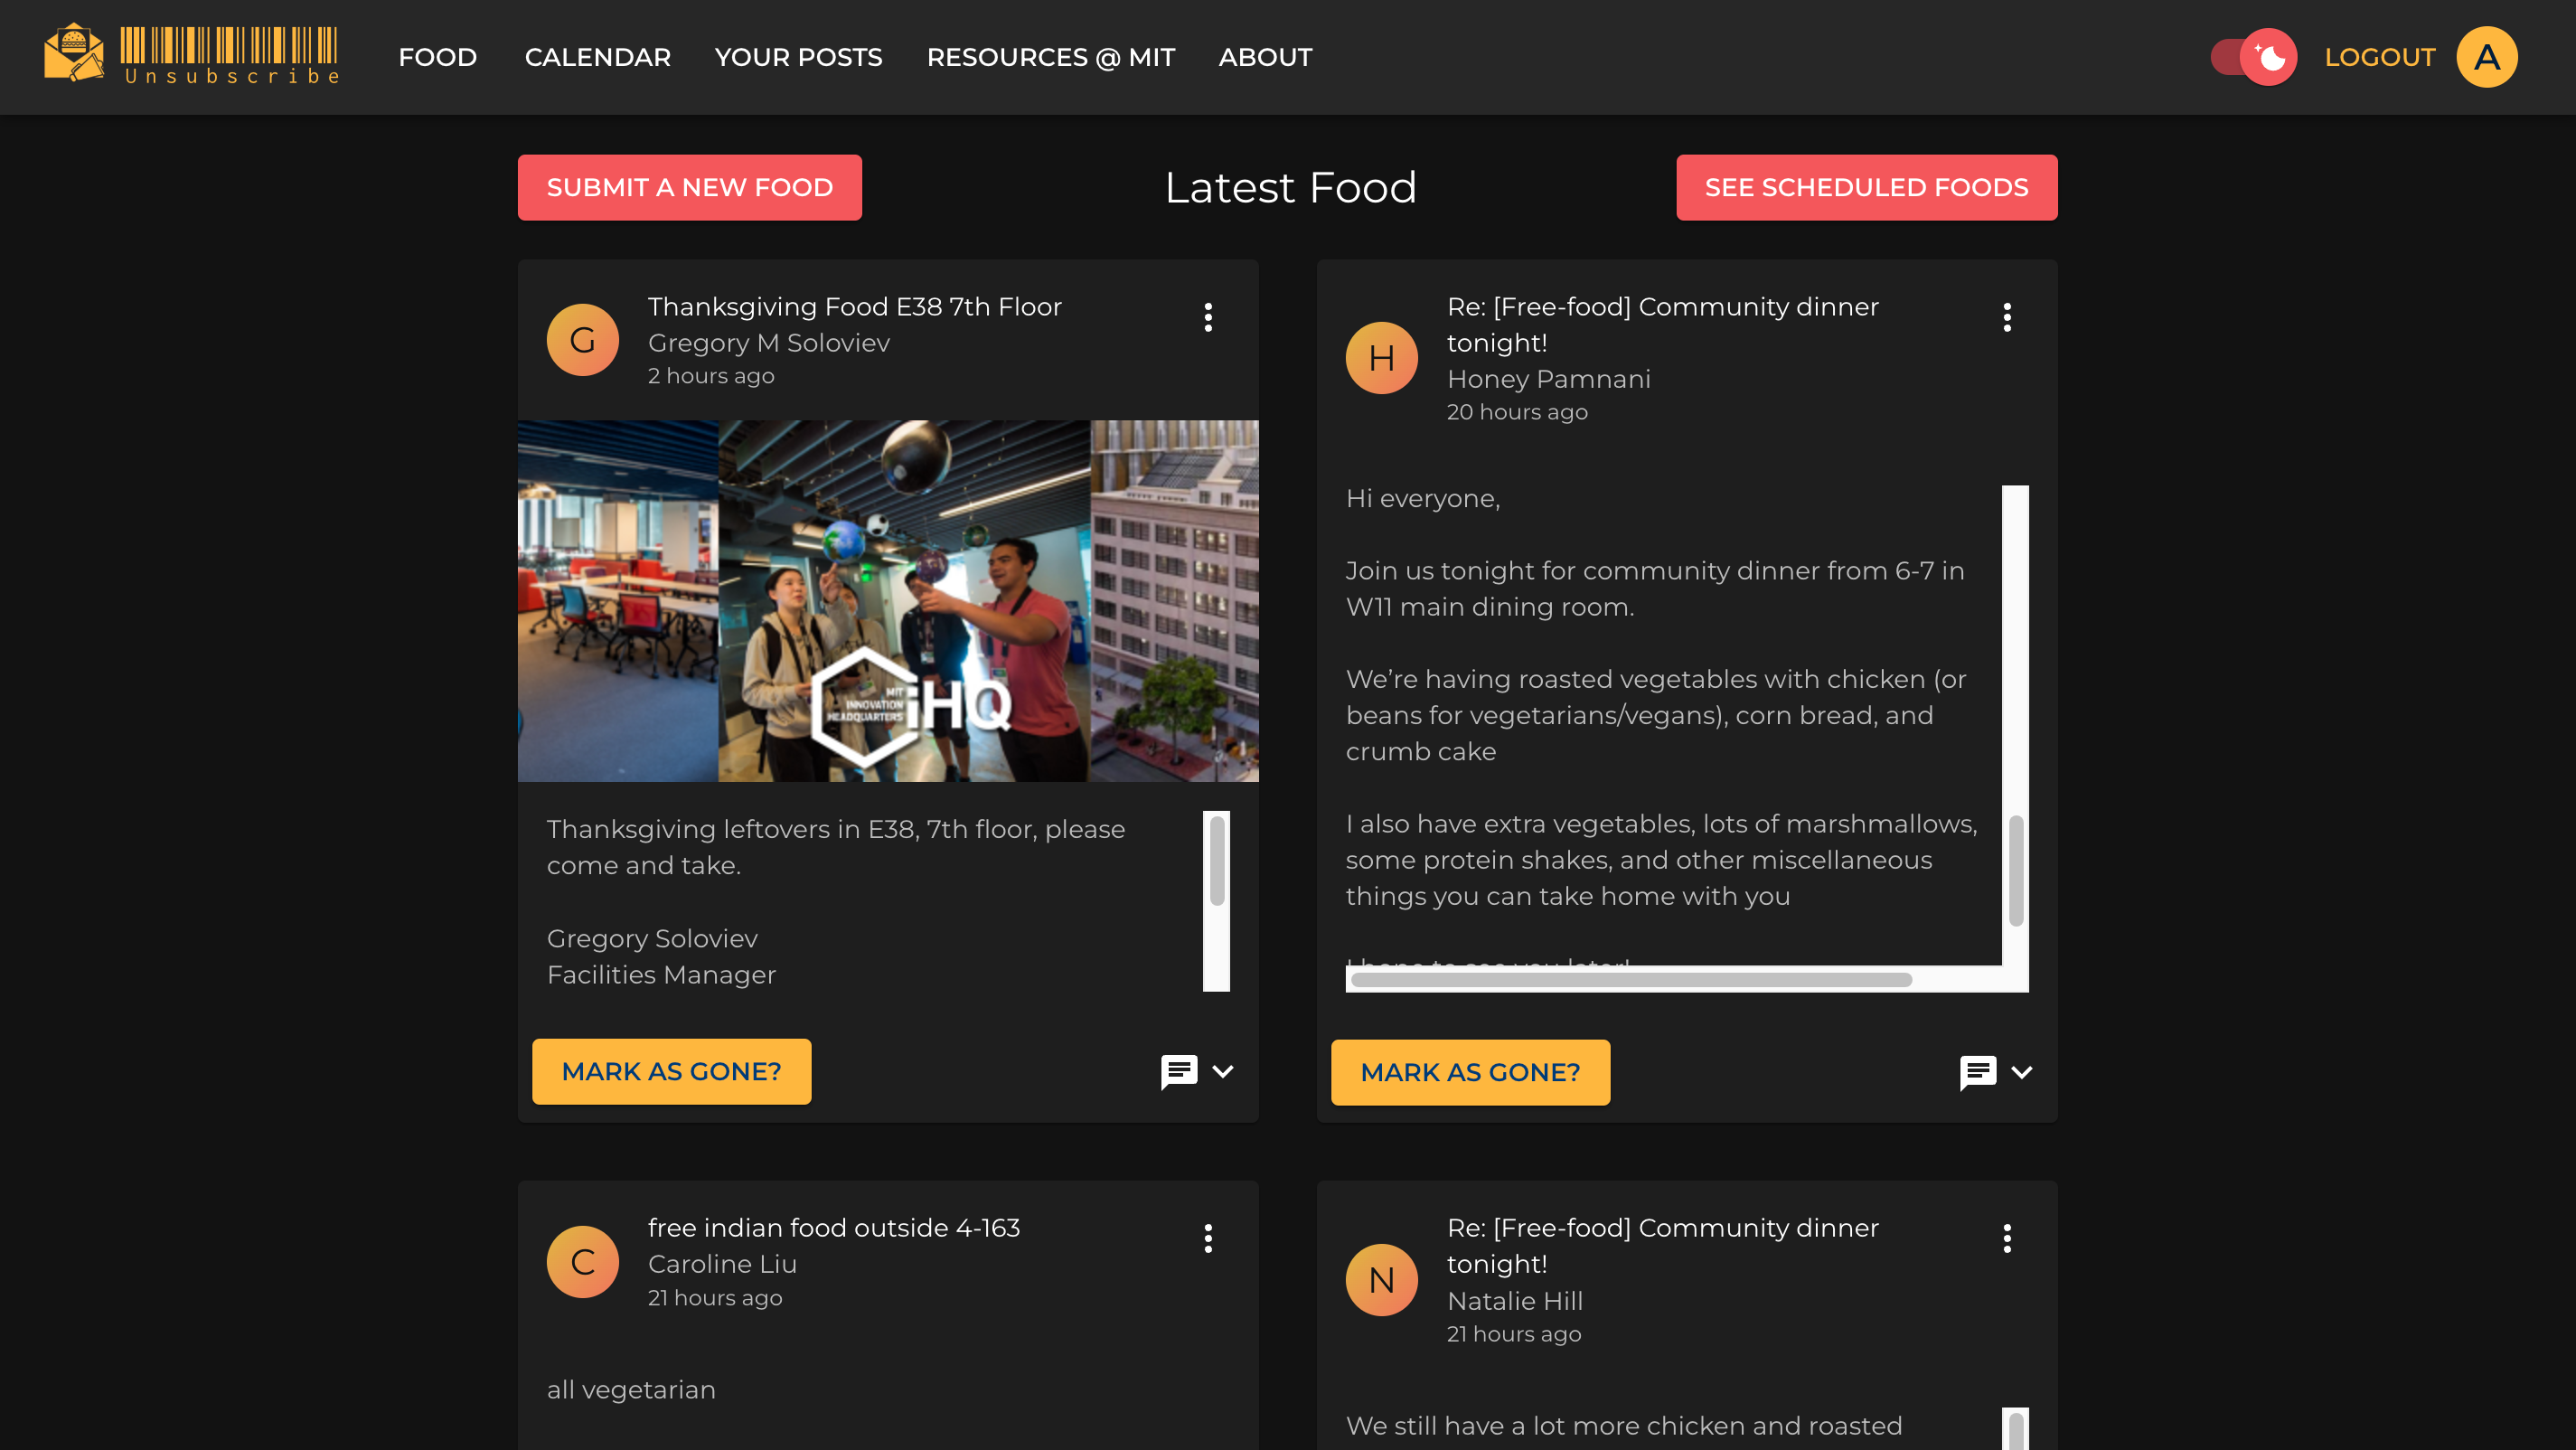 Unsubscribe
FOOD
CALENDAR
YOUR POSTS
RESOURCES @ MIT
ABOUT
LOGOUT
A
SUBMIT A NEW FOOD
Latest Food
SEE SCHEDULED FOODS
G
Thanksgiving Food E38 7th Floor
Gregory M Soloviev
2 hours ago
MIT
INNOVATION
HEADQUARTERS
iHQ
Thanksgiving leftovers in E38, 7th floor, please
come and take.
Gregory Soloviev
Facilities Manager
MARK AS GONE?
H
Re: [Free-food] Community dinner
tonight!
Honey Pamnani
20 hours ago
Hi everyone,
Join us tonight for community dinner from 6-7 in
W11 main dining room.
We’re having roasted vegetables with chicken (or
beans for vegetarians/vegans), corn bread, and
crumb cake
I also have extra vegetables, lots of marshmallows,
some protein shakes, and other miscellaneous
things you can take home with you
I hope to see you later!
MARK AS GONE?
C
free indian food outside 4-163
Caroline Liu
21 hours ago
all vegetarian
N
Re: [Free-food] Community dinner
tonight!
Natalie Hill
21 hours ago
We still have a lot more chicken and roasted